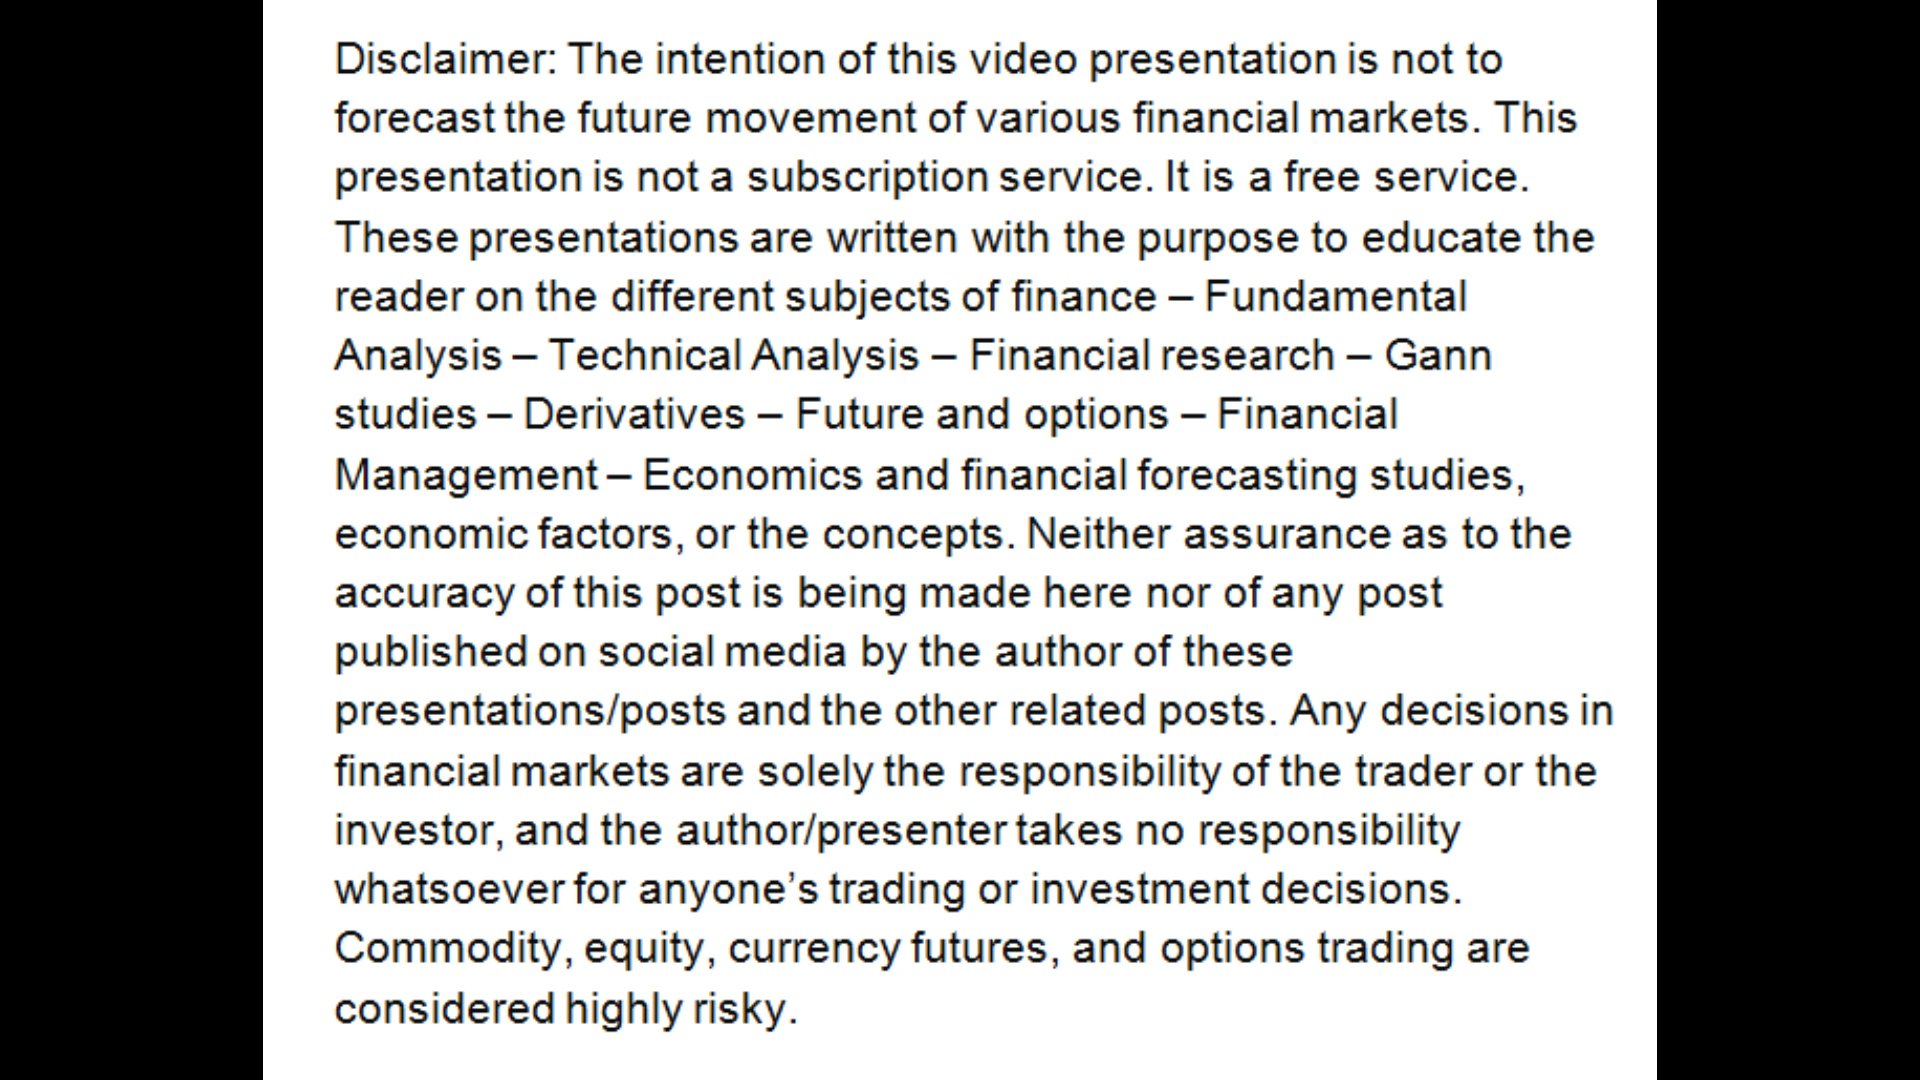 Disclaimer: The intention of this video presentation is not to
forecast the future movement of various financial markets. This
presentation is not a subscription service. It is a free service.
These presentations are written with the purpose to educate the
reader on the different subjects of finance – Fundamental
Analysis – Technical Analysis – Financial research – Gann
studies – Derivatives – Future and options – Financial
Management – Economics and financial forecasting studies,
economic factors, or the concepts. Neither assurance as to the
accuracy of this post is being made here nor of any post
published on social media by the author of these
presentations/posts and the other related posts. Any decisions in
financial markets are solely the responsibility of the trader or the
investor, and the author/presenter takes no responsibility
whatsoever for anyone’s trading or investment decisions.
Commodity, equity, currency futures, and options trading are
considered highly risky.